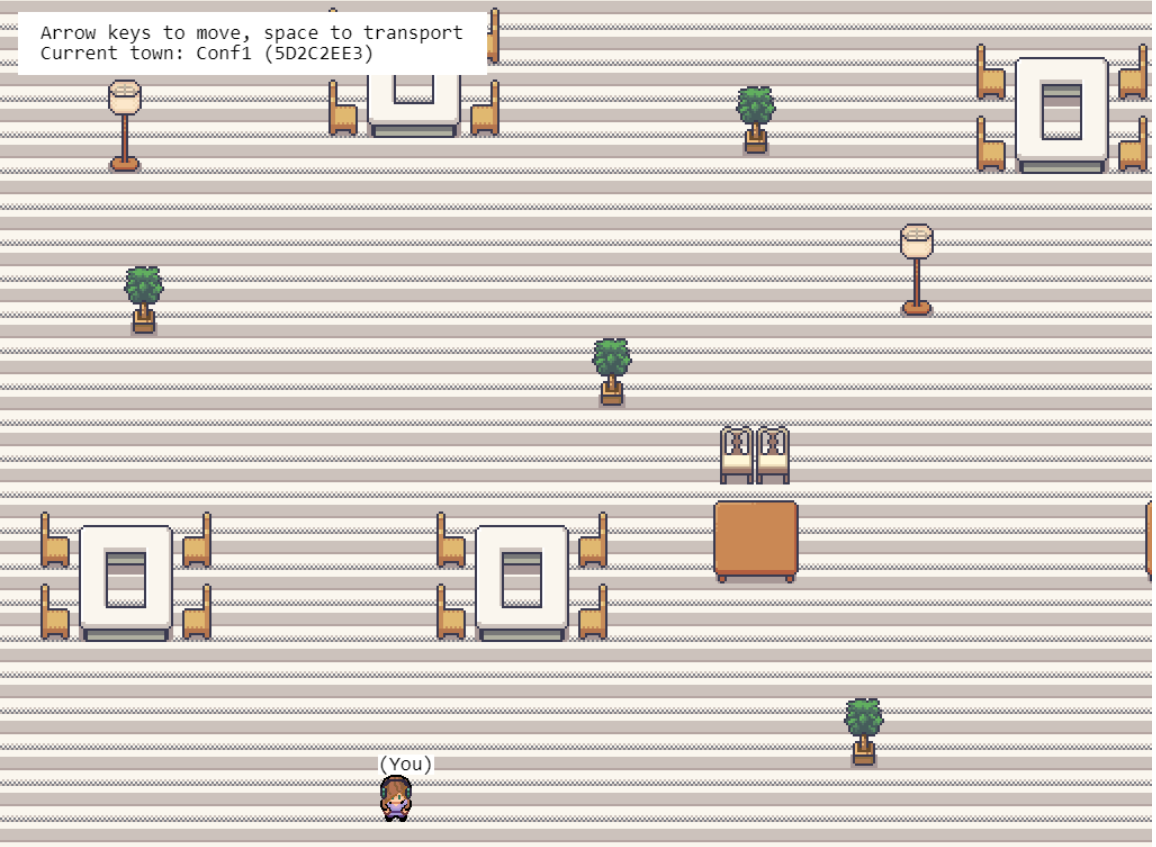 Arrow keys to move, space to transport
Current town: Conf1 (5D2C2EE3)
(You)